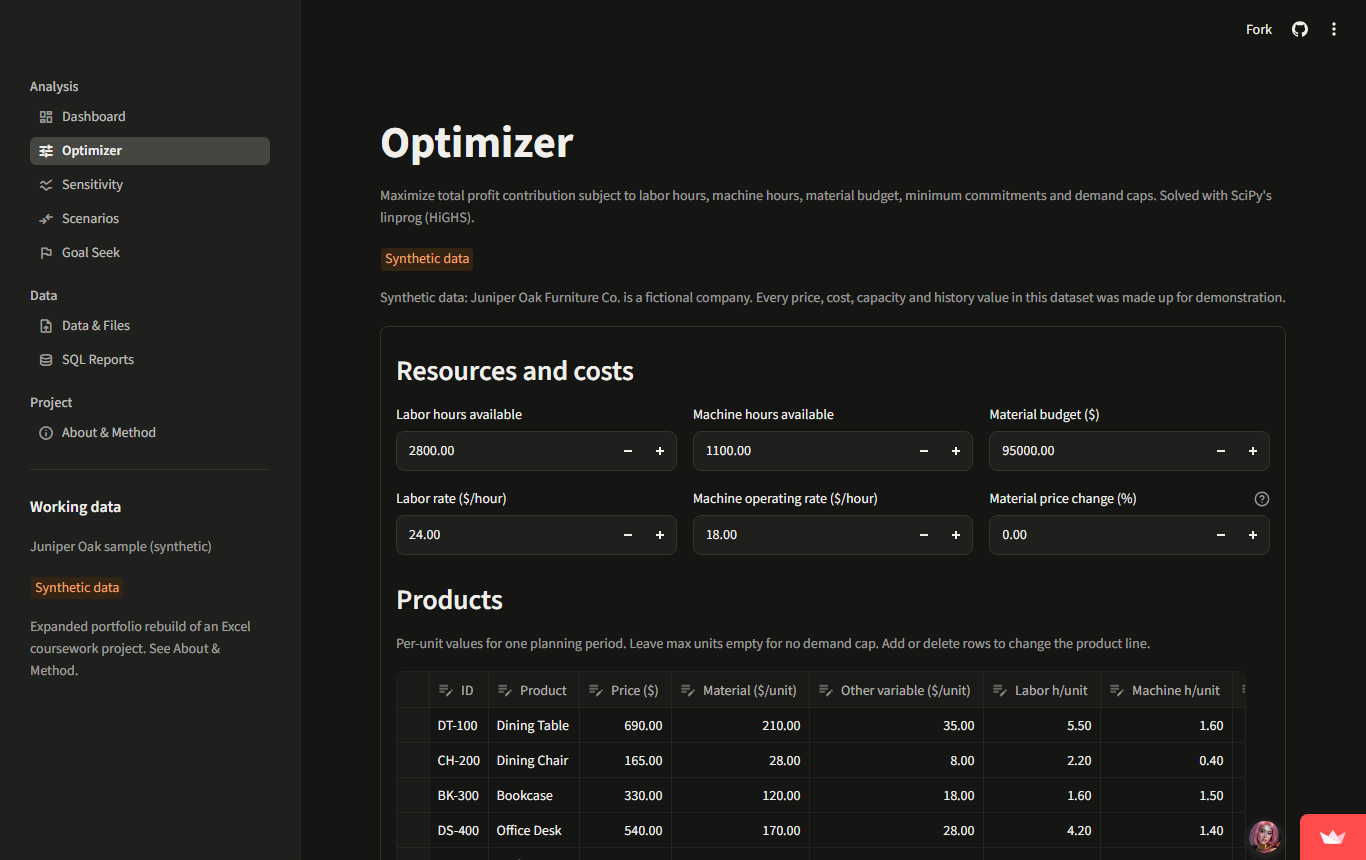 Fork
Analysis
Dashboard
Optimizer
Sensitivity
Scenarios
Goal Seek
Data
Data & Files
SQL Reports
Project
About & Method
Working data
Juniper Oak sample (synthetic)
Synthetic data
Expanded portfolio rebuild of an Excel
coursework project. See About &
Method.
Optimizer
Maximize total profit contribution subject to labor hours, machine hours, material budget, minimum commitments and demand caps. Solved with SciPy's
linprog (HiGHS).
Synthetic data
Synthetic data: Juniper Oak Furniture Co. is a fictional company. Every price, cost, capacity and history value in this dataset was made up for demonstration.
Resources and costs
Labor hours available Machine hours available Material budget ($)
2800.00 1100.00 95000.00
Labor rate ($/hour) Machine operating rate ($/hour) Material price change (%)
24.00 18.00 0.00
Products
Per-unit values for one planning period. Leave max units empty for no demand cap. Add or delete rows to change the product line.
ID Product Price ($) Material ($/unit) Other variable ($/unit) Labor h/unit Machine h/unit
DT-100 Dining Table 690.00 210.00 35.00 5.50 1.60
CH-200 Dining Chair 165.00 28.00 8.00 2.20 0.40
BK-300 Bookcase 330.00 120.00 18.00 1.60 1.50
DS-400 Office Desk 540.00 170.00 28.00 4.20 1.40